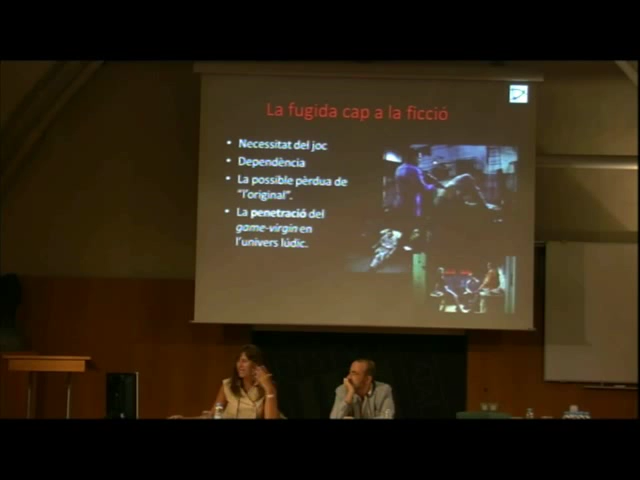 La fugida cap a la ficció
• Necessitat del joc
• Dependència
• La possible pèrdua de
"l'original".
• La penetració del
game-virgin en
l'univers lúdic.